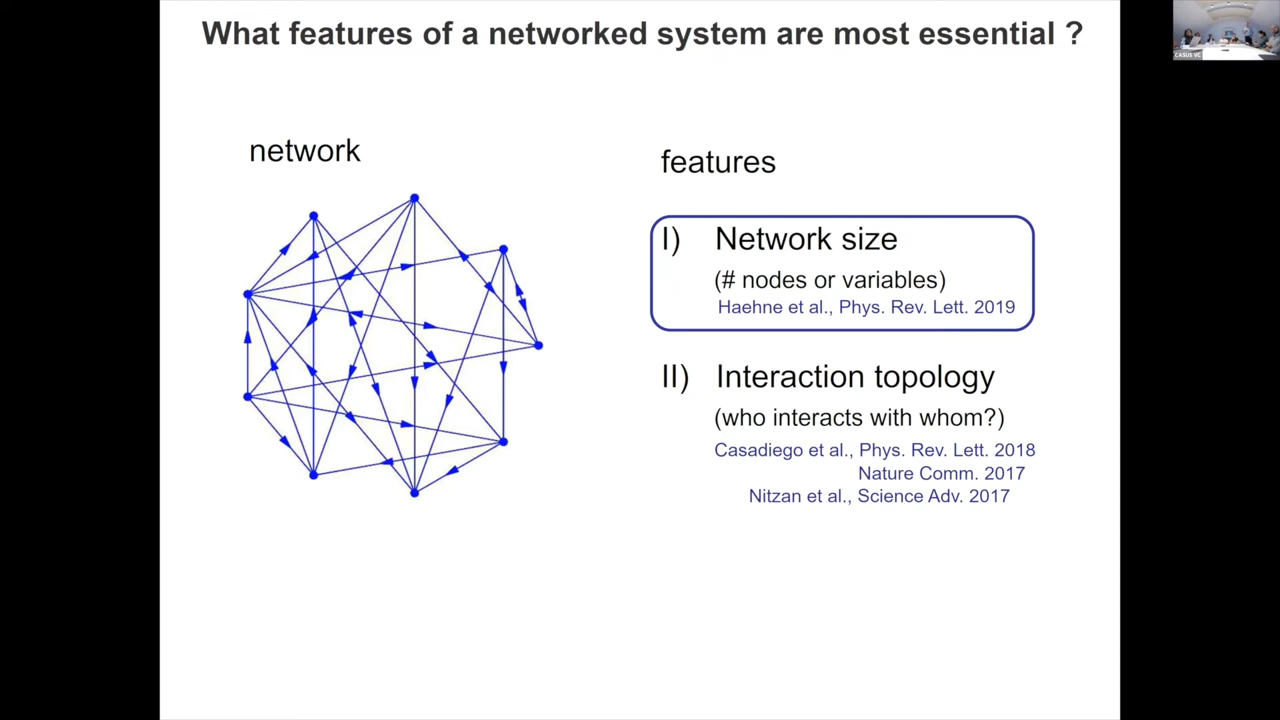 What features of a networked system are most essential ?
network
features
I) Network size
(# nodes or variables)
Haehne et al., Phys. Rev. Lett. 2019
II) Interaction topology
(who interacts with whom?)
Casadiego et al., Phys. Rev. Lett. 2018
Nature Comm. 2017
Nitzan et al., Science Adv. 2017
CASUS VC